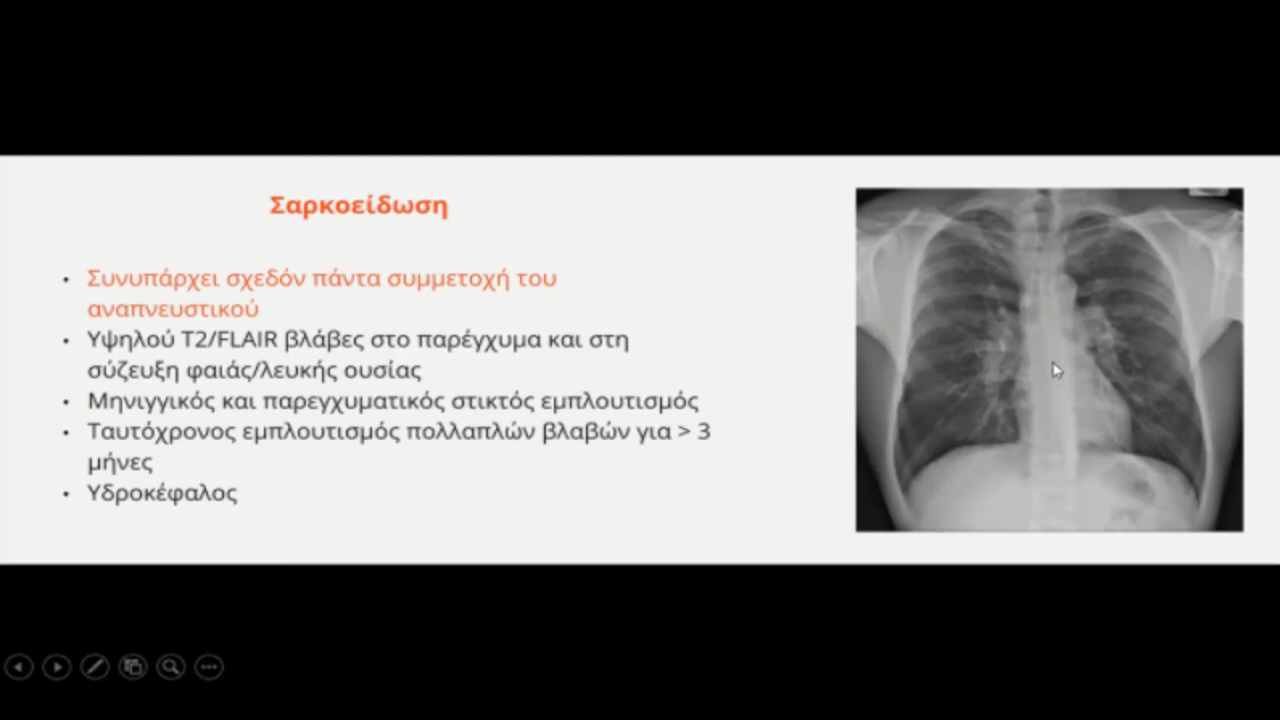 Σαρκοείδωση
• Συνυπάρχει σχεδόν πάντα συμμετοχή του
αναπνευστικού
• Υψηλού T2/FLAIR βλάβες στο παρέγχυμα και στη
σύζευξη φαιάς/λευκής ουσίας
• Μηνιγγικός και παρεγχυματικός στικτός εμπλουτισμός
• Ταυτόχρονος εμπλουτισμός πολλαπλών βλαβών για > 3
μήνες
• Υδροκέφαλος